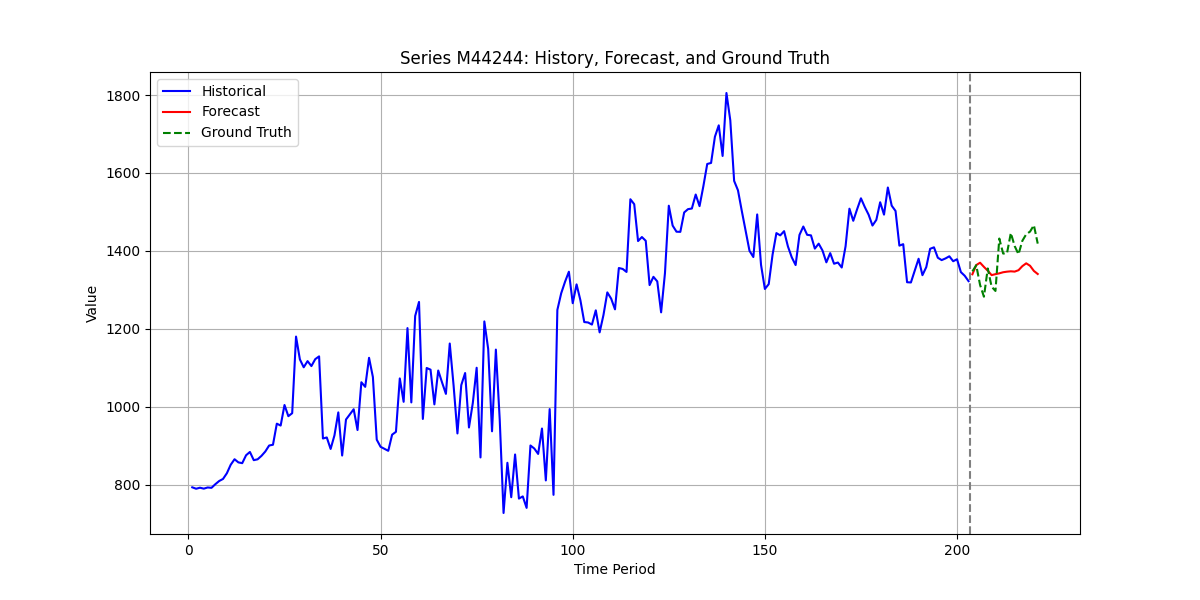 Series M44244: History, Forecast, and Ground Truth
Historical
Forecast
Ground Truth
1800
1600
1400
1200
1000
800
Value
0
50
100
150
200
Time Period